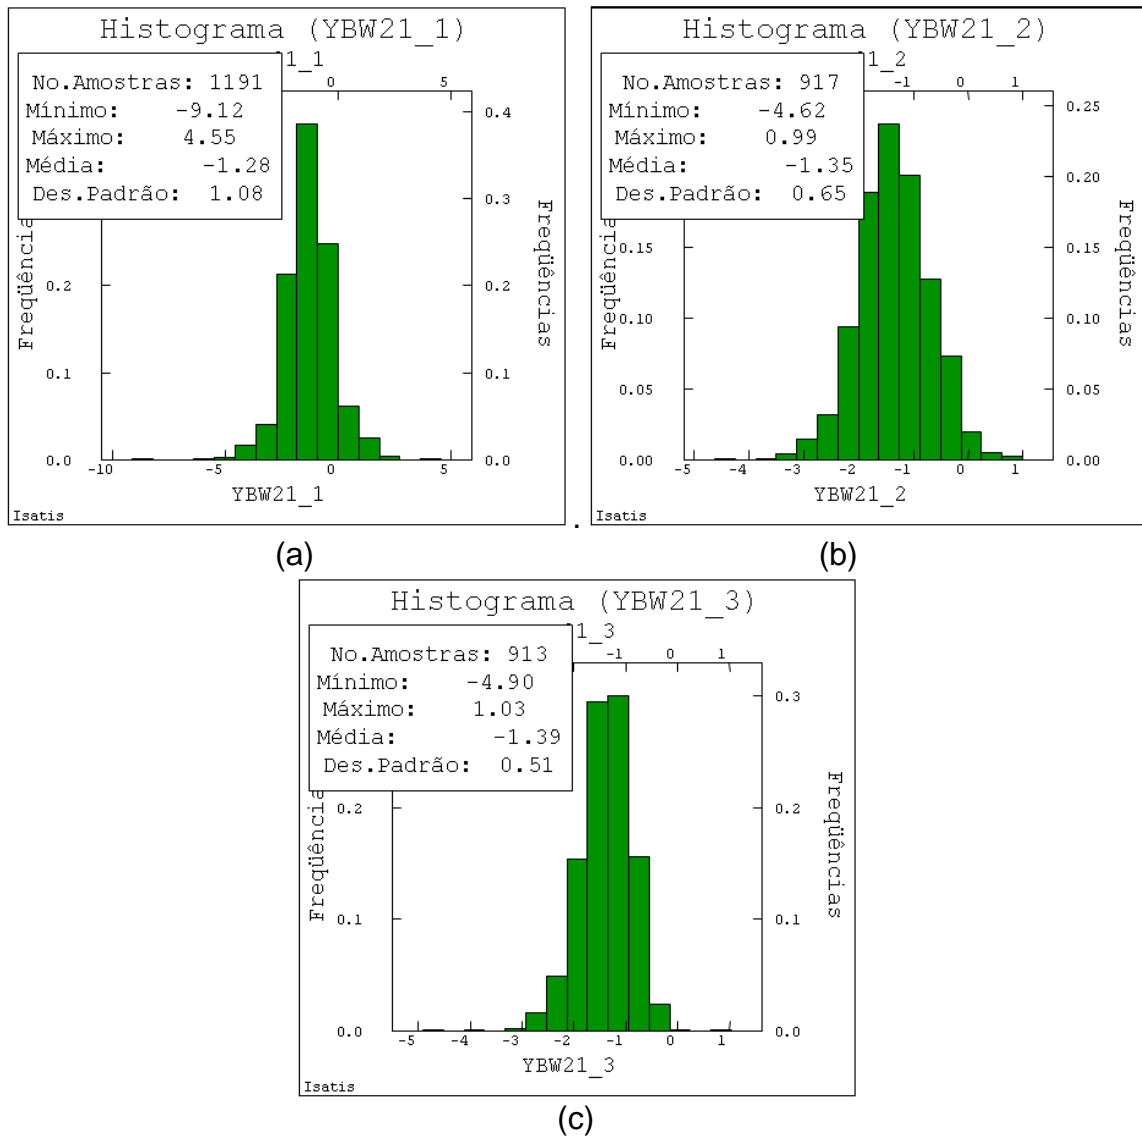 Histograma (YBW21_1)
21_1
No.Amostras: 1191
Mínimo: -9.12
Máximo: 4.55
Média: -1.28
Des.Padrão: 1.08
0 5
0.4
0.3
0.2 0.2
0.1 0.1
0.0 0.0
Freqüência
Freqüências
-10 -5 0 5
YBW21_1
Isatis
.
(a)
Histograma (YBW21_2)
21_2
No.Amostras: 917
Mínimo: -4.62
Máximo: 0.99
Média: -1.35
Des.Padrão: 0.65
-1 0 1
0.25
0.20
0.15 0.15
0.10 0.10
0.05 0.05
0.00 0.00
Freqüência
Freqüências
-5 -4 -3 -2 -1 0 1
YBW21_2
Isatis
(b)
Histograma (YBW21_3)
21_3
No.Amostras: 913
Mínimo: -4.90
Máximo: 1.03
Média: -1.39
Des.Padrão: 0.51
-1 0 1
0.3
0.2 0.2
0.1 0.1
0.0 0.0
Freqüência
Freqüências
-5 -4 -3 -2 -1 0 1
YBW21_3
Isatis
(c)